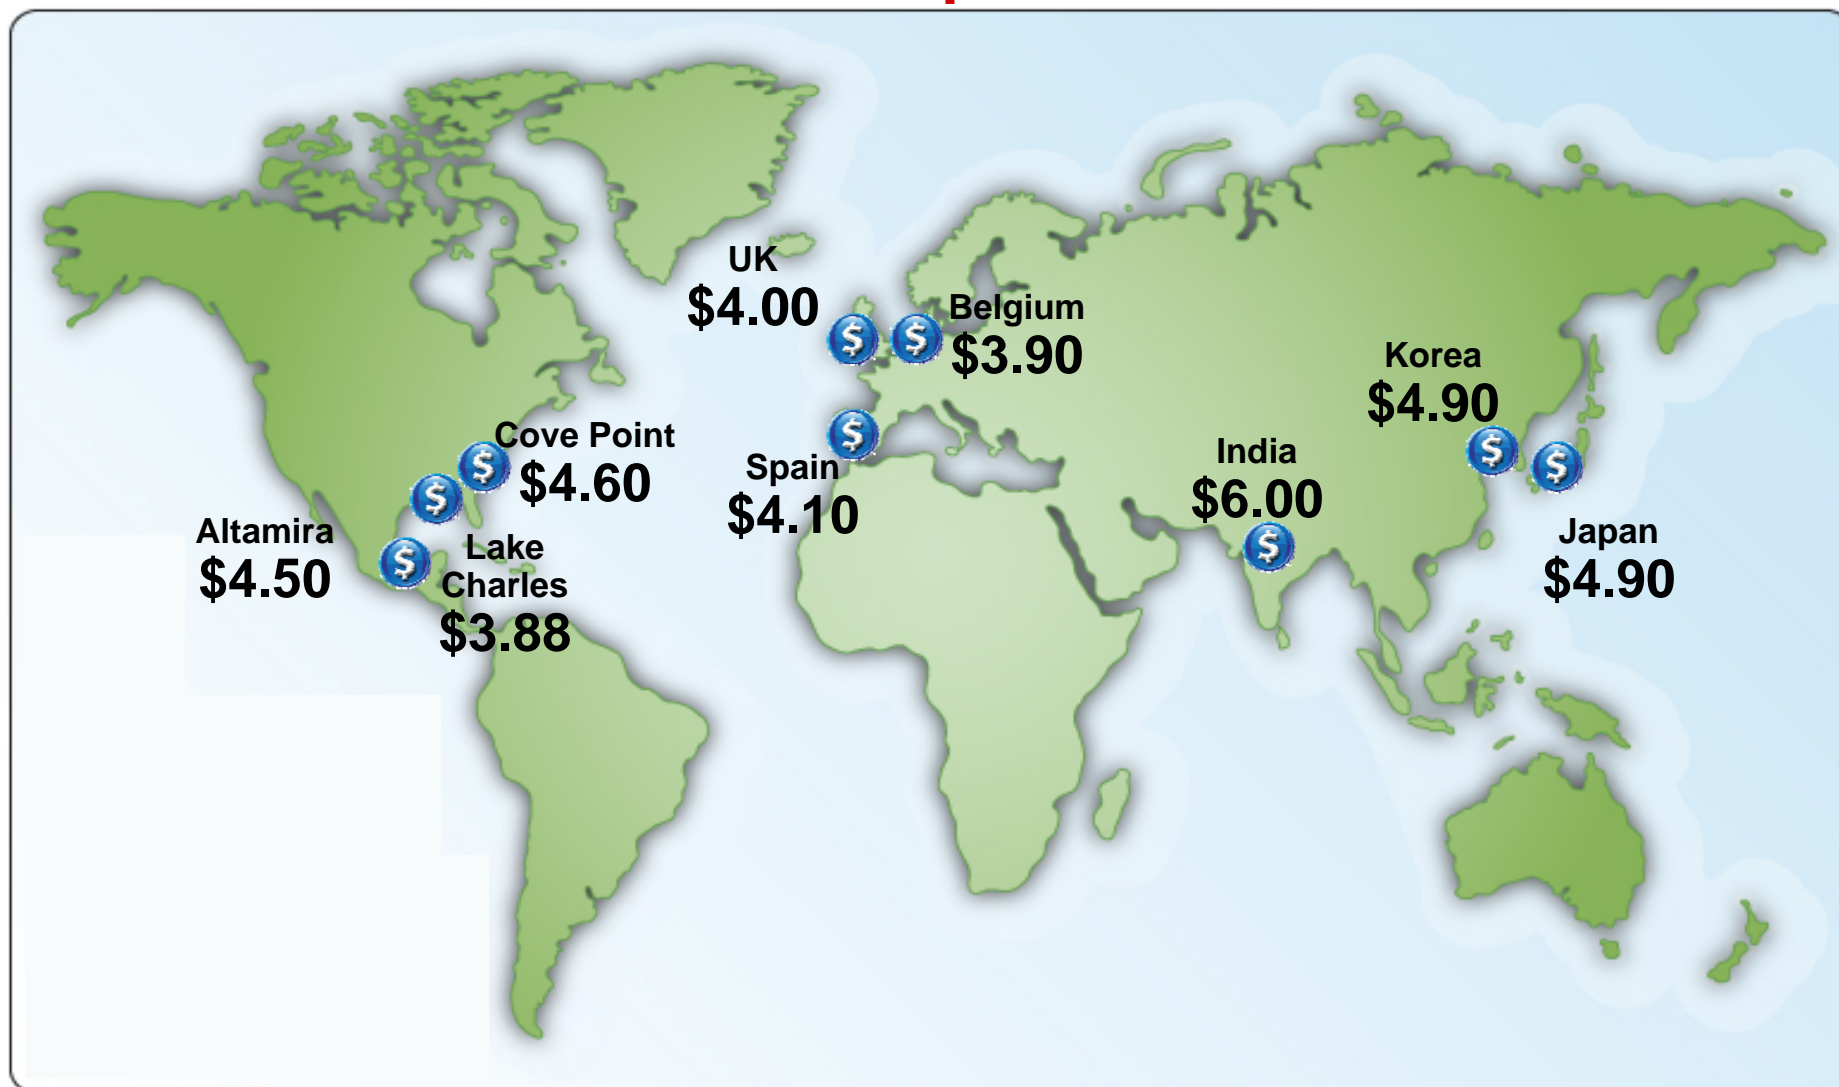 UK
$4.00
Belgium
$3.90
Korea
$4.90
Cove Point
$4.60
Spain
$4.10
India
$6.00
Altamira
$4.50
Lake
Charles
$3.88
Japan
$4.90